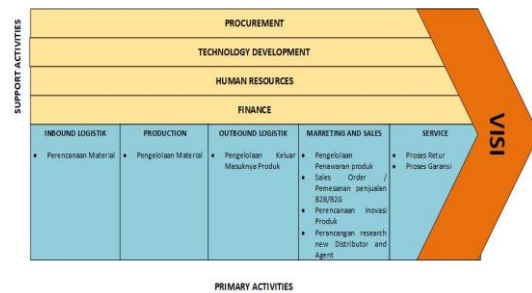 PROCUREMENT
TECHNOLOGY DEVELOPMENT
HUMAN RESOURCES
FINANCE
SUPPORT ACTIVITIES
VISI
INBOUND LOGISTIK
• Perencanaan Material
PRODUCTION
• Pengelolaan Material
OUTBOUND LOGISTIK
• Pengelolaan Keluar
Masuknya Produk
MARKETING AND SALES
• Pengelolaan
Penawaran produk
• Sales Order /
Pemesanan penjualan
B2B/B2G
• Perencanaan Inovasi
Produk
• Perancangan research
new Distributor and
Agent
SERVICE
• Proses Retur
• Proses Garansi
PRIMARY ACTIVITIES